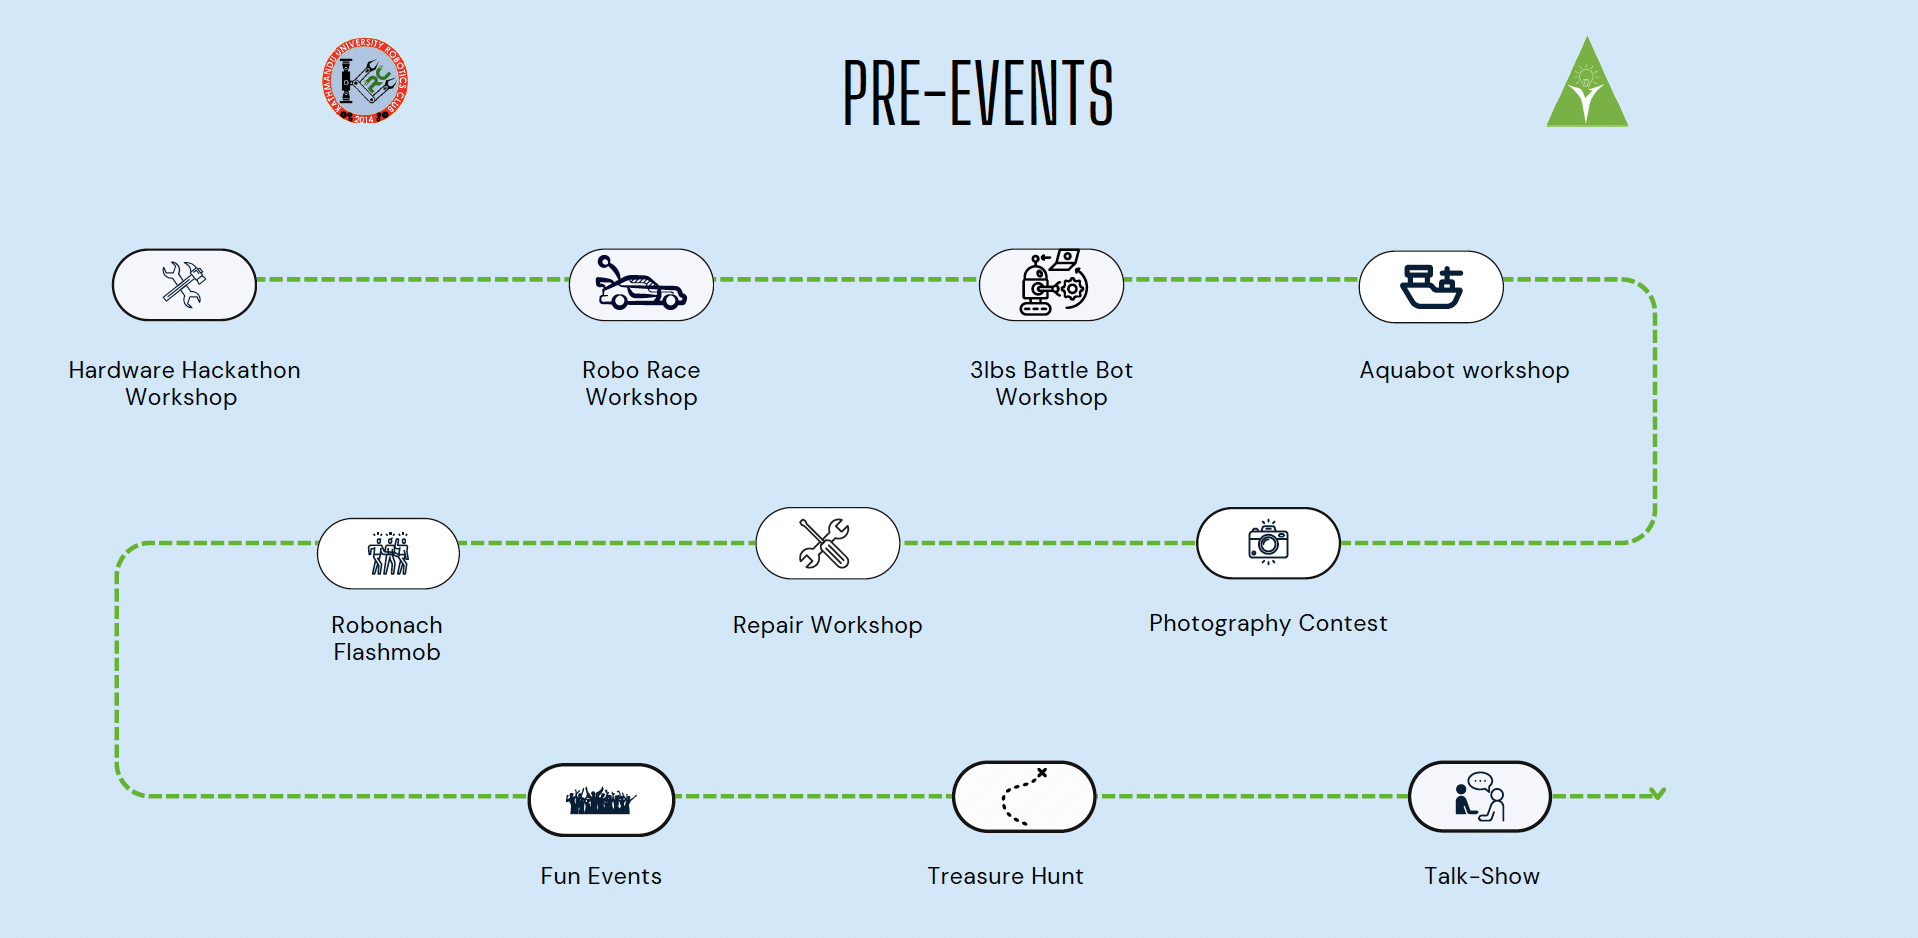 KATHMANDU UNIVERSITY ROBOTICS CLUB
KRC
2014
PRE-EVENTS
Hardware Hackathon
Workshop
Robo Race
Workshop
3lbs Battle Bot
Workshop
Aquabot workshop
Robonach
Flashmob
Repair Workshop
Photography Contest
Fun Events
Treasure Hunt
Talk-Show